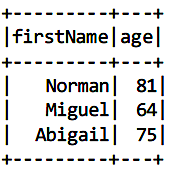 +---------+---+
|firstName|age|
+---------+---+
|   Norman| 81|
|   Miguel| 64|
|  Abigail| 75|
+---------+---+